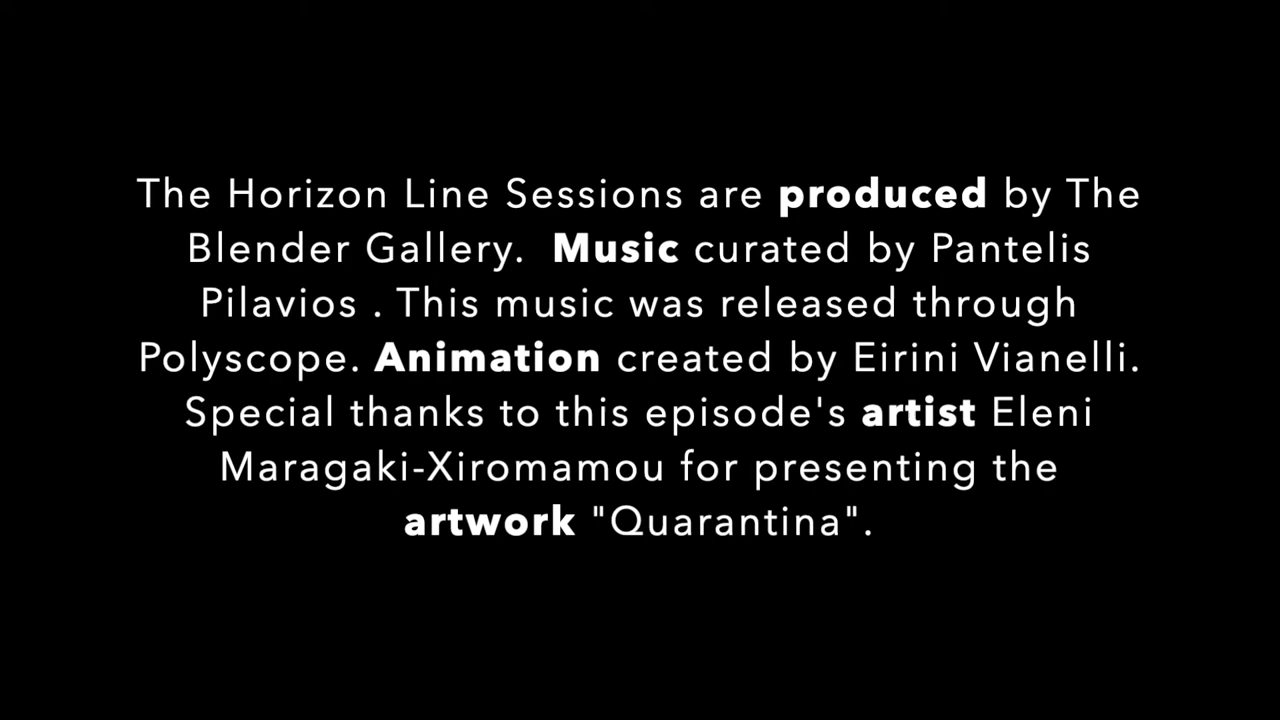 The Horizon Line Sessions are produced by The
Blender Gallery.  Music curated by Pantelis
Pilavios . This music was released through
Polyscope. Animation created by Eirini Vianelli.
Special thanks to this episode's artist Eleni
Maragaki-Xiromamou for presenting the
artwork "Quarantina".